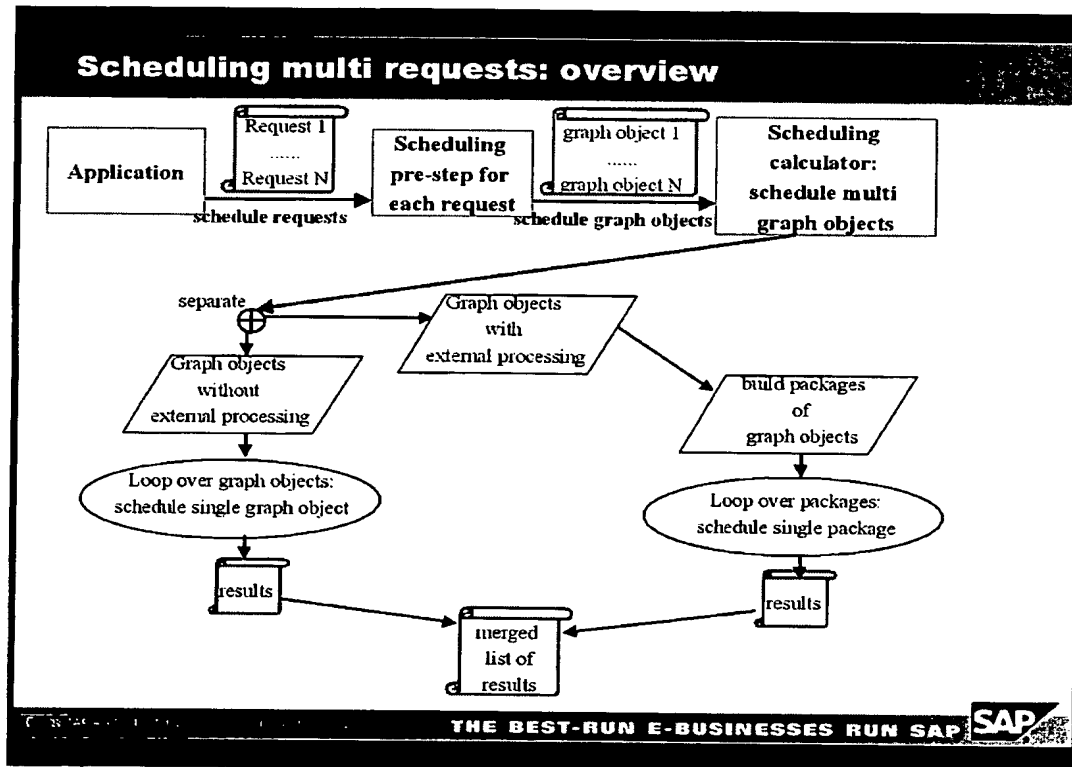 Scheduling multi requests: overview
Application
Request 1
......
Request N
schedule requests
Scheduling
pre-step for
each request
graph object 1
......
graph object N
schedule graph objects
Scheduling
calculator:
schedule multi
graph objects
separate
Graph objects
with
external processing
Graph objects
without
external processing
build packages
of
graph objects
Loop over graph objects:
schedule single graph object
Loop over packages:
schedule single package
results
results
merged
list of
results
THE BEST-RUN E-BUSINESSES RUN SAP
SAP